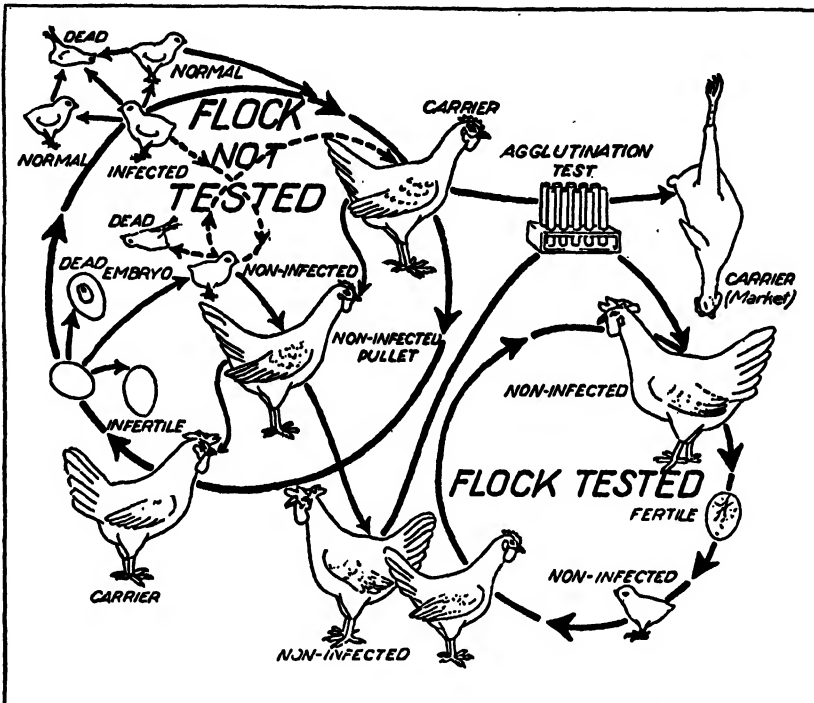 DEAD
NORMAL
NORMAL
INFECTED
FLOCK
NOT
TESTED
CARRIER
AGGLUTINATION
TEST.
CARRIER
(Market)
DEAD
DEAD
EMBRYO
NON-INFECTED
NON-INFECTED
PULLET
INFERTILE
CARRIER
NON-INFECTED
NON-INFECTED
FLOCK TESTED
FERTILE
NON-INFECTED